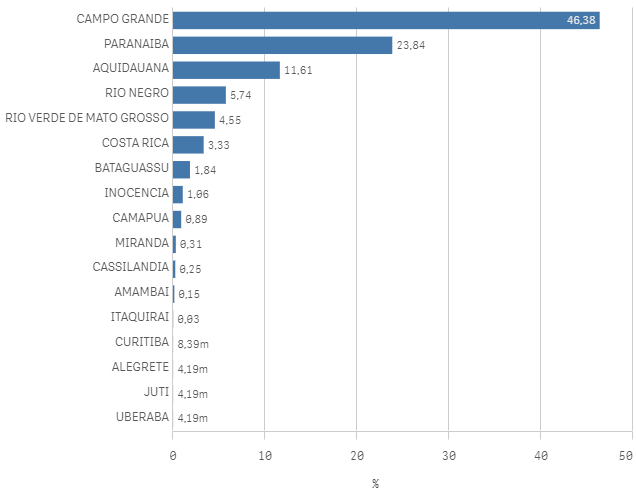 CAMPO GRANDE 46,38
PARANAIBA 23,84
AQUIDAUANA 11,61
RIO NEGRO 5,74
RIO VERDE DE MATO GROSSO 4,55
COSTA RICA 3,33
BATAGUASSU 1,84
INOCENCIA 1,06
CAMAPUA 0,89
MIRANDA 0,31
CASSILANDIA 0,25
AMAMBAI 0,15
ITAQUIRAI 0,03
CURITIBA 8,39m
ALEGRETE 4,19m
JUTI 4,19m
UBERABA 4,19m
0 10 20 30 40 50
%